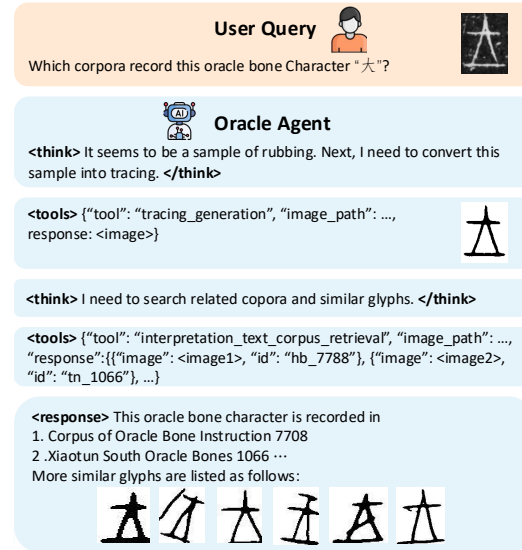 User Query
Which corpora record this oracle bone Character “大”?
AI
Oracle Agent
<think> It seems to be a sample of rubbing. Next, I need to convert this
sample into tracing. </think>
<tools> {“tool”: “tracing_generation”, “image_path”: …,
response: <image>}
<think> I need to search related copora and similar glyphs. </think>
<tools> {“tool”: “interpretation_text_corpus_retrieval”, “image_path”: …,
“response”:{{“image”: <image1>, “id”: “hb_7788”}, {“image”: <image2>,
“id”: “tn_1066”}, …}
<response> This oracle bone character is recorded in
1. Corpus of Oracle Bone Instruction 7708
2 .Xiaotun South Oracle Bones 1066 ⋯
More similar glyphs are listed as follows: